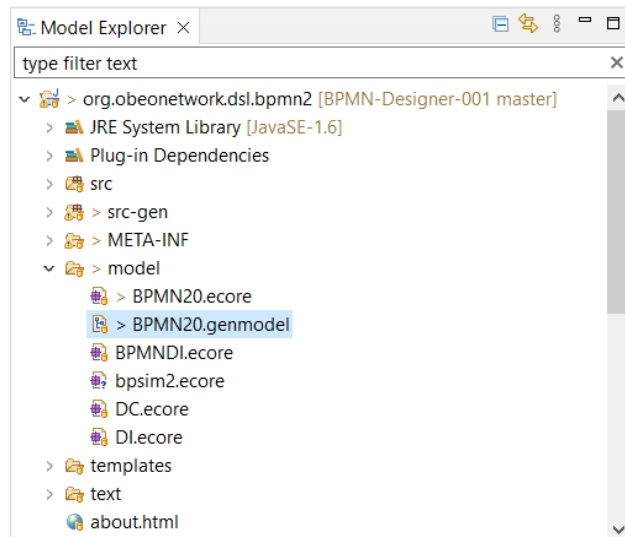 Model Explorer
type filter text
> org.obeonetwork.dsl.bpmn2 [BPMN-Designer-001 master]
JRE System Library [JavaSE-1.6]
Plug-in Dependencies
src
> src-gen
> META-INF
> model
> BPMN20.ecore
> BPMN20.genmodel
BPMNDI.ecore
bpsim2.ecore
DC.ecore
DI.ecore
templates
text
about.html